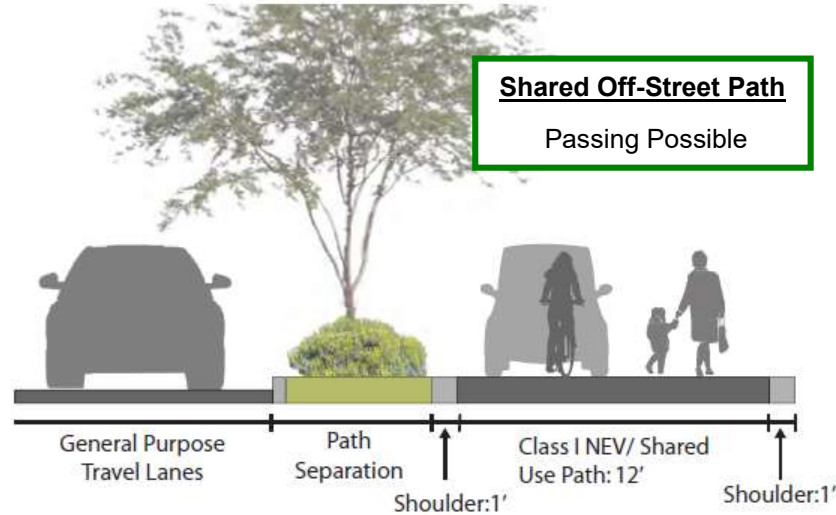 Shared Off-Street Path
Passing Possible
General Purpose
Travel Lanes
Path
Separation
Shoulder:1'
Class I NEV/ Shared
Use Path: 12'
Shoulder:1'